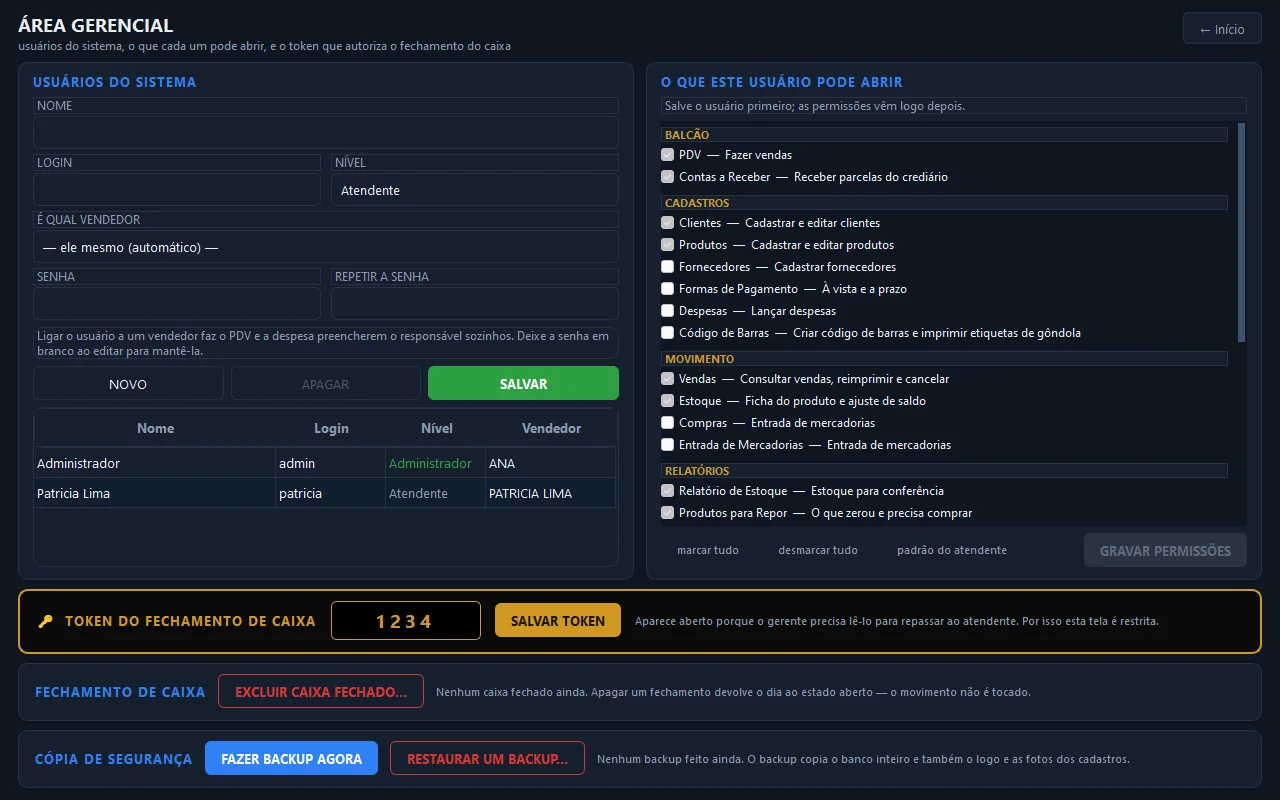 ÁREA GERENCIAL
usuários do sistema, o que cada um pode abrir, e o token que autoriza o fechamento do caixa
← Início
USUÁRIOS DO SISTEMA
NOME
LOGIN
NÍVEL
Atendente
É QUAL VENDEDOR
— ele mesmo (automático) —
SENHA
REPETIR A SENHA
Ligar o usuário a um vendedor faz o PDV e a despesa preencherem o responsável sozinhos. Deixe a senha em
branco ao editar para mantê-la.
NOVO
APAGAR
SALVAR
Nome Login Nível Vendedor
Administrador admin Administrador ANA
Patricia Lima patricia Atendente PATRICIA LIMA
O QUE ESTE USUÁRIO PODE ABRIR
Salve o usuário primeiro; as permissões vêm logo depois.
BALCÃO
PDV — Fazer vendas
Contas a Receber — Receber parcelas do crediário
CADASTROS
Clientes — Cadastrar e editar clientes
Produtos — Cadastrar e editar produtos
Fornecedores — Cadastrar fornecedores
Formas de Pagamento — À vista e a prazo
Despesas — Lançar despesas
Código de Barras — Criar código de barras e imprimir etiquetas de gôndola
MOVIMENTO
Vendas — Consultar vendas, reimprimir e cancelar
Estoque — Ficha do produto e ajuste de saldo
Compras — Entrada de mercadorias
Entrada de Mercadorias — Entrada de mercadorias
RELATÓRIOS
Relatório de Estoque — Estoque para conferência
Produtos para Repor — O que zerou e precisa comprar
marcar tudo
desmarcar tudo
padrão do atendente
GRAVAR PERMISSÕES
TOKEN DO FECHAMENTO DE CAIXA
1234
SALVAR TOKEN
Aparece aberto porque o gerente precisa lê-lo para repassar ao atendente. Por isso esta tela é restrita.
FECHAMENTO DE CAIXA
EXCLUIR CAIXA FECHADO...
Nenhum caixa fechado ainda. Apagar um fechamento devolve o dia ao estado aberto — o movimento não é tocado.
CÓPIA DE SEGURANÇA
FAZER BACKUP AGORA
RESTAURAR UM BACKUP...
Nenhum backup feito ainda. O backup copia o banco inteiro e também o logo e as fotos dos cadastros.